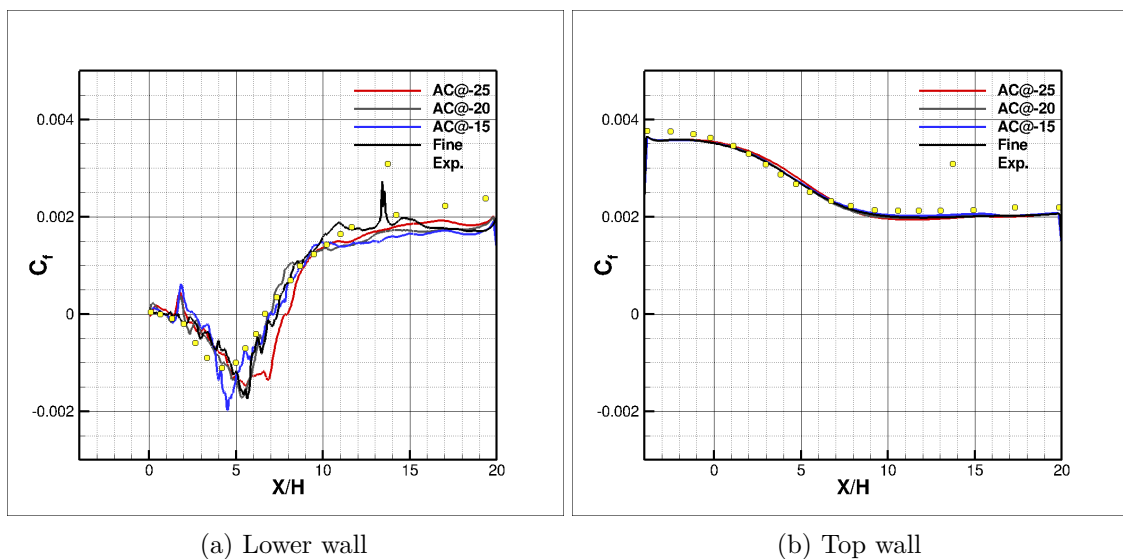 AC@-25
AC@-20
AC@-15
Fine
Exp.
0.004
0.002
0
-0.002
C_f
0 5 10 15 20
X/H
(a) Lower wall
AC@-25
AC@-20
AC@-15
Fine
Exp.
0.004
0.002
0
-0.002
C_f
0 5 10 15 20
X/H
(b) Top wall